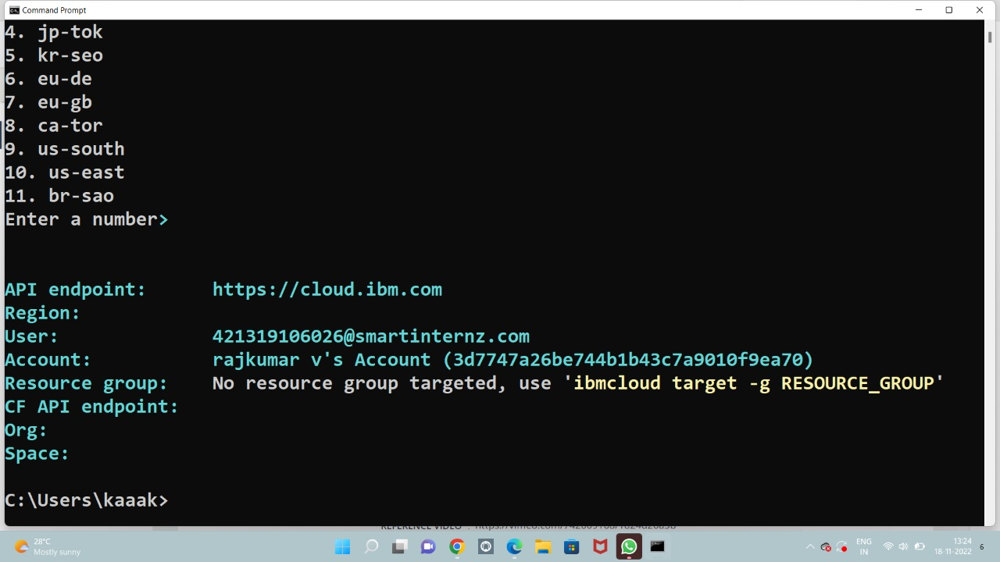 Command Prompt
4. jp-tok
5. kr-seo
6. eu-de
7. eu-gb
8. ca-tor
9. us-south
10. us-east
11. br-sao
Enter a number>
API endpoint: https://cloud.ibm.com
Region:
User: 421319106026@smartinternz.com
Account: rajkumar v's Account (3d7747a26be744b1b43c7a9010f9ea70)
Resource group: No resource group targeted, use 'ibmcloud target -g RESOURCE_GROUP'
CF API endpoint:
Org:
Space:
C:\Users\kaaak>
REFERENCE VIDEO
28°C
Mostly sunny
ENG
IN
13:24
18-11-2022
6